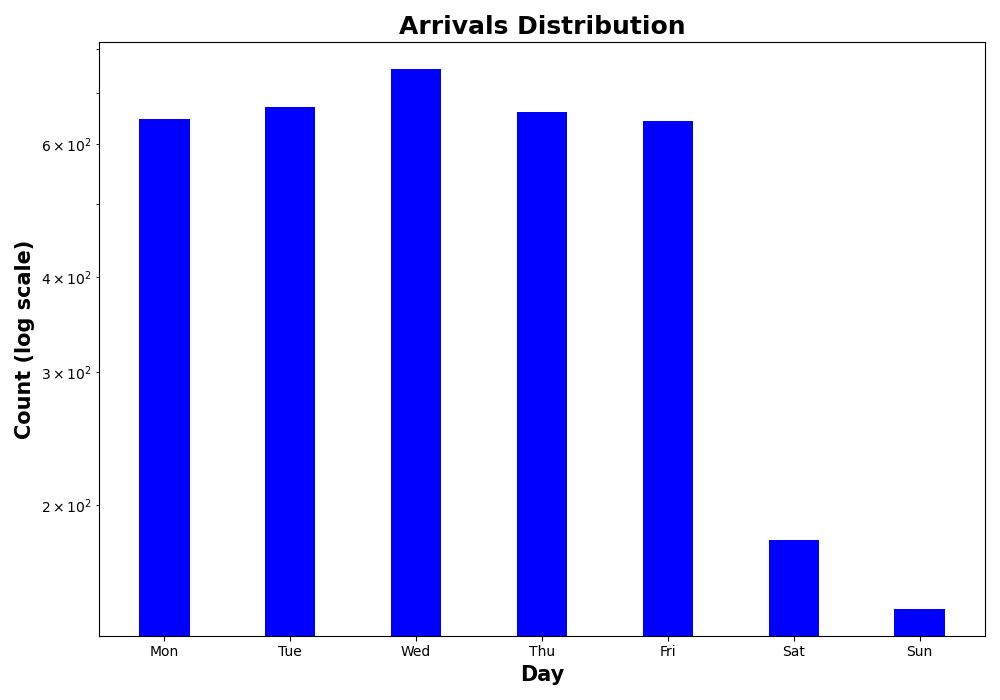 Arrivals Distribution
Count (log scale)
6 × 10²
4 × 10²
3 × 10²
2 × 10²
Mon Tue Wed Thu Fri Sat Sun
Day